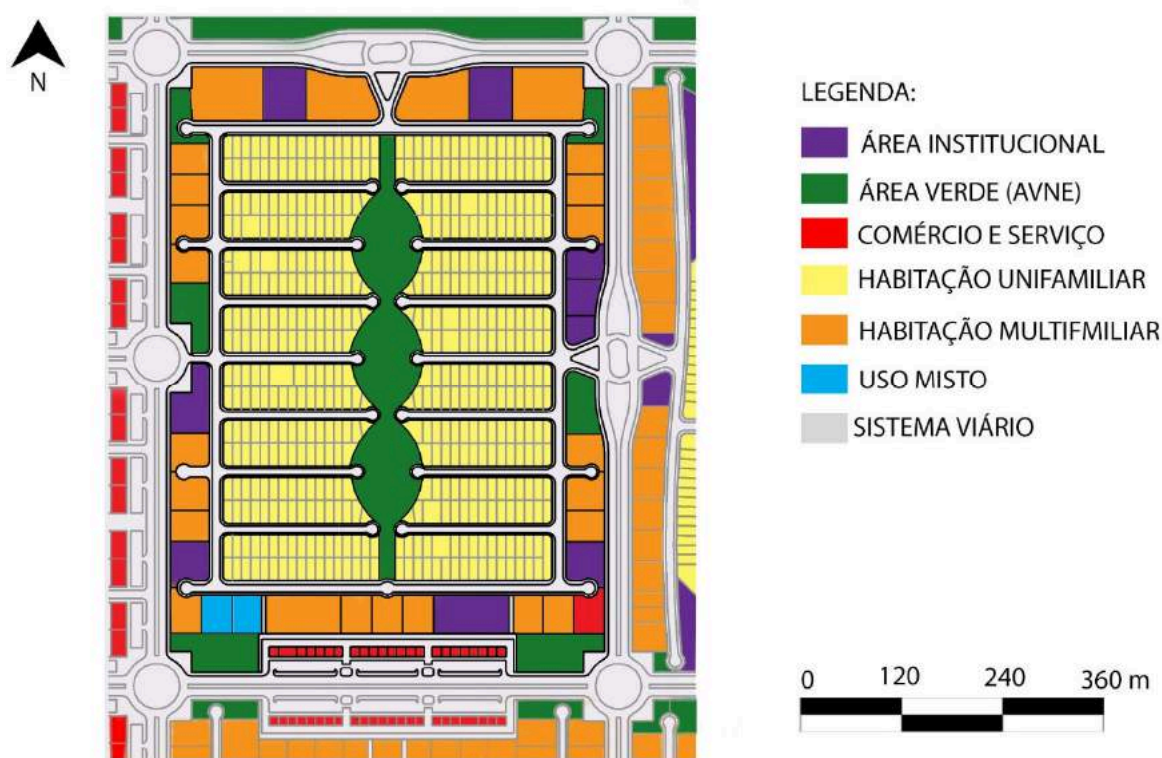 N
LEGENDA:
ÁREA INSTITUCIONAL
ÁREA VERDE (AVNE)
COMÉRCIO E SERVIÇO
HABITAÇÃO UNIFAMILIAR
HABITAÇÃO MULTIFMILIAR
USO MISTO
SISTEMA VIÁRIO
0 120 240 360 m